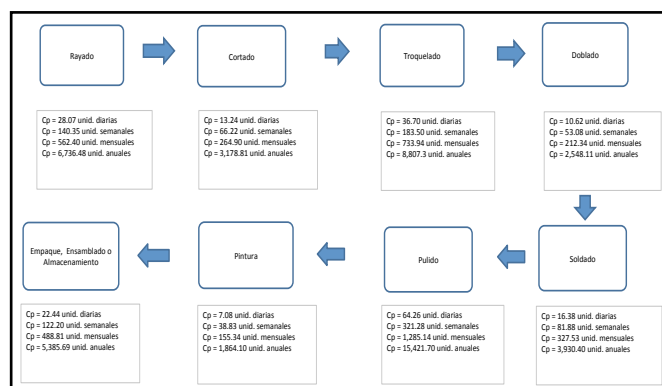 Rayado
Cortado
Troquelado
Doblado
Cp = 28.07 unid. diarias
Cp = 140.35 unid. semanales
Cp = 562.40 unid. mensuales
Cp = 6,736.48 unid. anuales
Cp = 13.24 unid. diarias
Cp = 66.22 unid. semanales
Cp = 264.90 unid. mensuales
Cp = 3,178.81 unid. anuales
Cp = 36.70 unid. diarias
Cp = 183.50 unid. semanales
Cp = 733.94 unid. mensuales
Cp = 8,807.3 unid. anuales
Cp = 10.62 unid. diarias
Cp = 53.08 unid. semanales
Cp = 212.34 unid. mensuales
Cp = 2,548.11 unid. anuales
Empaque, Ensamblado o
Almacenamiento
Pintura
Pulido
Soldado
Cp = 22.44 unid. diarias
Cp = 122.20 unid. semanales
Cp = 488.81 unid. mensuales
Cp = 5,385.69 unid. anuales
Cp = 7.08 unid. diarias
Cp = 38.83 unid. semanales
Cp = 155.34 unid. mensuales
Cp = 1,864.10 unid. anuales
Cp = 64.26 unid. diarias
Cp = 321.28 unid. semanales
Cp = 1,285.14 unid. mensuales
Cp = 15,421.70 unid. anuales
Cp = 16.38 unid. diarias
Cp = 81.88 unid. semanales
Cp = 327.53 unid. mensuales
Cp = 3,930.40 unid. anuales